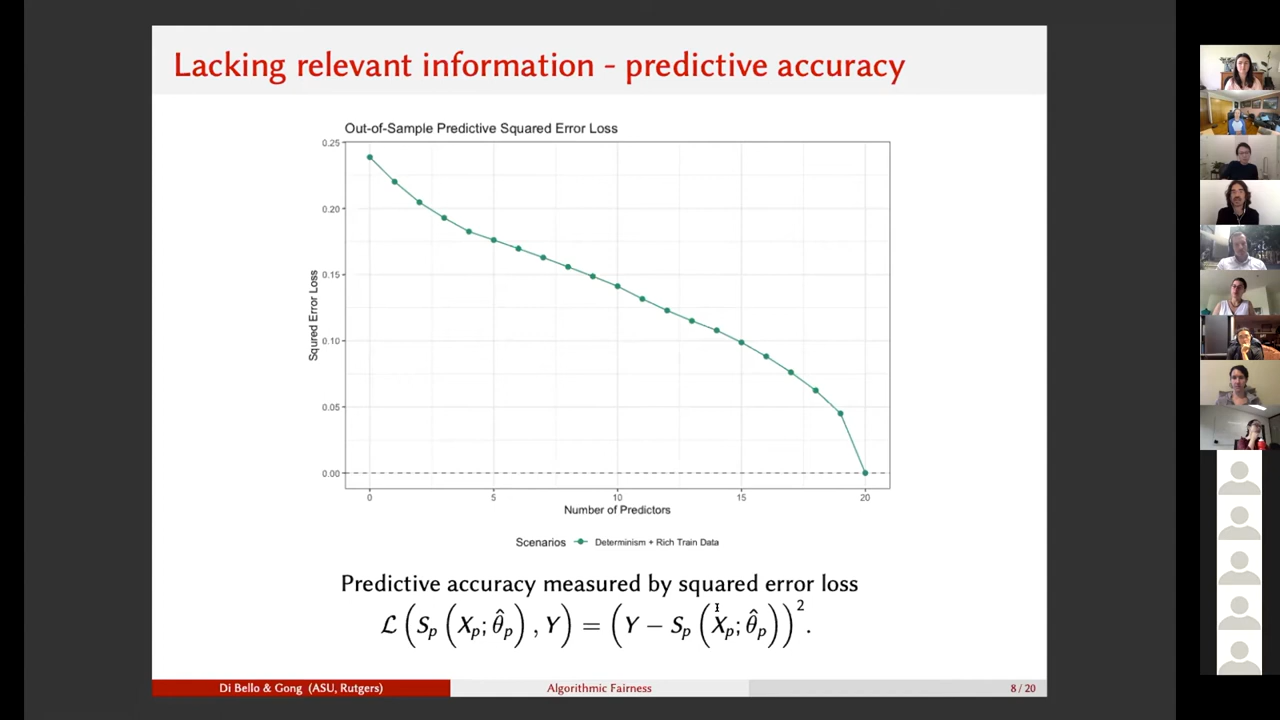 Lacking relevant information - predictive accuracy
Out-of-Sample Predictive Squared Error Loss
0.25
0.20
0.15
0.10
0.05
0.00
Squred Error Loss
0 5 10 15 20
Number of Predictors
Scenarios Determinism + Rich Train Data
Predictive accuracy measured by squared error loss
ℒ(S_p(X_p; θ̂_p), Y) = (Y − S_p(X_p; θ̂_p))².
Di Bello & Gong (ASU, Rutgers) Algorithmic Fairness 8 / 20